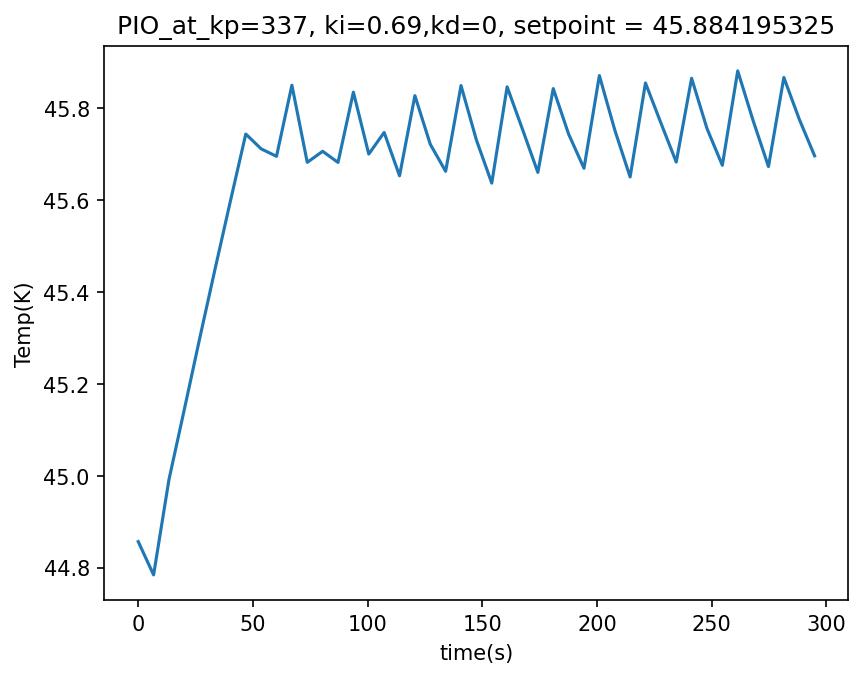 PIO_at_kp=337, ki=0.69,kd=0, setpoint = 45.884195325
Temp(K)
45.8
45.6
45.4
45.2
45.0
44.8
0 50 100 150 200 250 300
time(s)